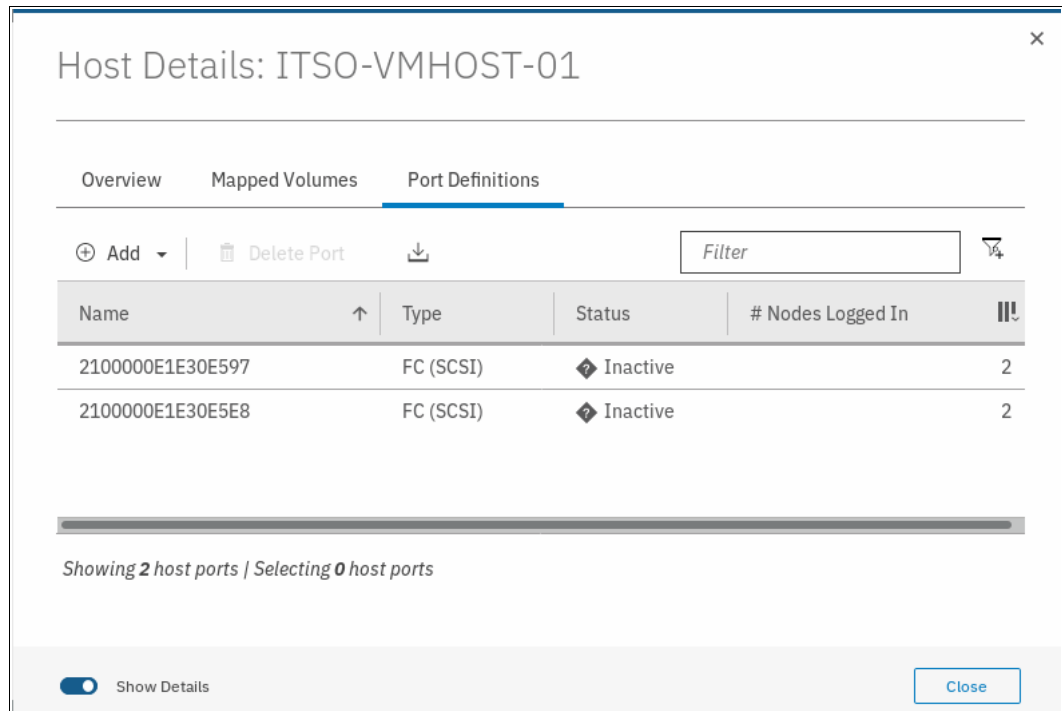 Host Details: ITSO-VMHOST-01
Overview Mapped Volumes Port Definitions
Add Delete Port Filter
Name Type Status # Nodes Logged In
2100000E1E30E597 FC (SCSI) Inactive 2
2100000E1E30E5E8 FC (SCSI) Inactive 2
Showing 2 host ports | Selecting 0 host ports
Show Details Close